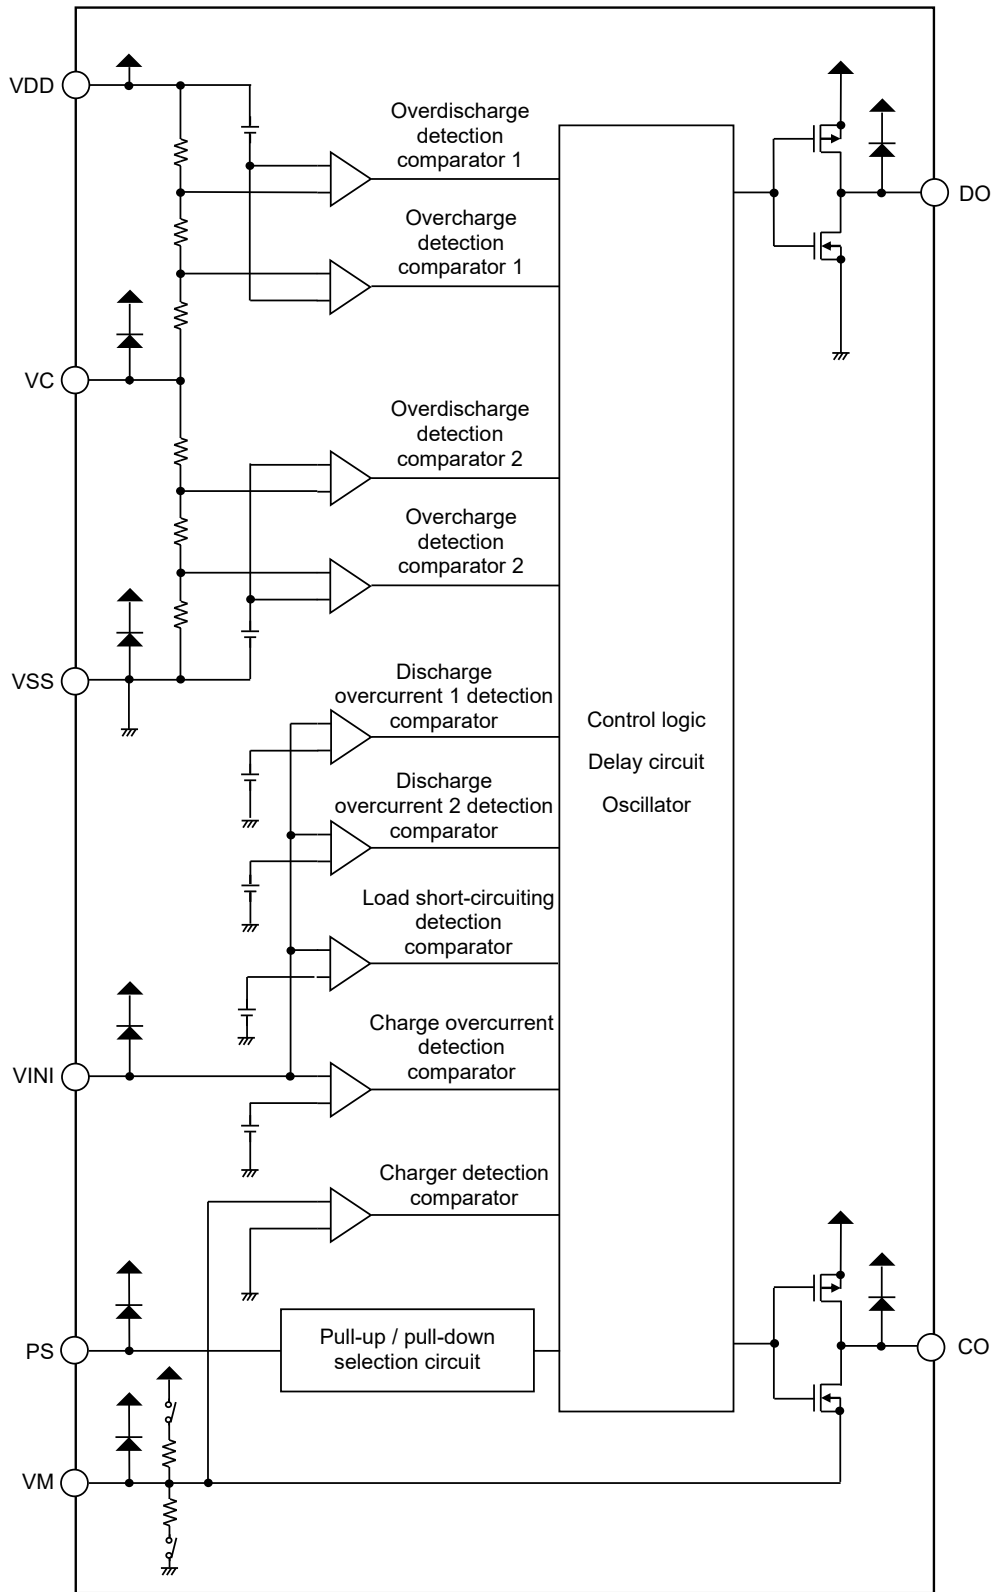 VDD
Overdischarge
detection
comparator 1
DO
Overcharge
detection
comparator 1
VC
Overdischarge
detection
comparator 2
Overcharge
detection
comparator 2
VSS
Discharge
overcurrent 1 detection
comparator
Control logic
Delay circuit
Oscillator
Discharge
overcurrent 2 detection
comparator
Load short-circuiting
detection
comparator
VINI
Charge overcurrent
detection
comparator
Charger detection
comparator
PS
Pull-up / pull-down
selection circuit
CO
VM